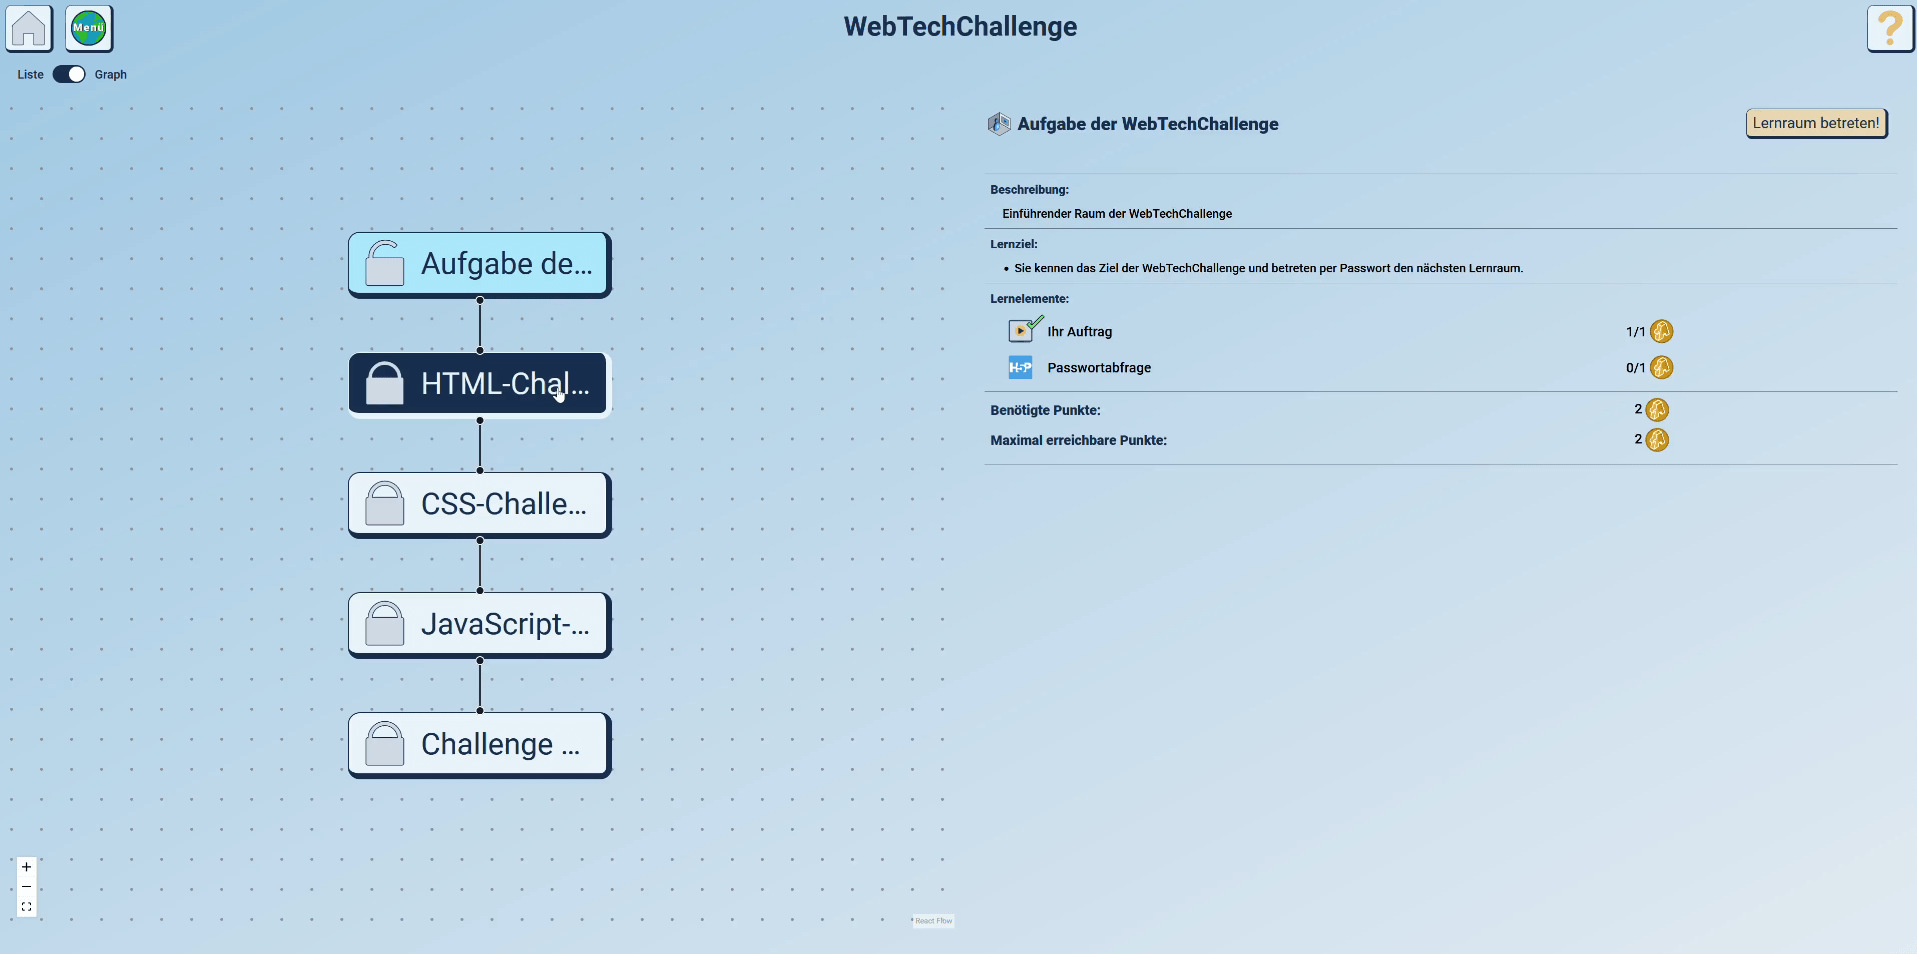 Menü
WebTechChallenge
?
Liste
Graph
Aufgabe de...
HTML-Chal...
CSS-Challe...
JavaScript-...
Challenge ...
+
−
React Flow
Aufgabe der WebTechChallenge
Lernraum betreten!
Beschreibung:
Einführender Raum der WebTechChallenge
Lernziel:
• Sie kennen das Ziel der WebTechChallenge und betreten per Passwort den nächsten Lernraum.
Lernelemente:
Ihr Auftrag 1/1
H5P Passwortabfrage 0/1
Benötigte Punkte: 2
Maximal erreichbare Punkte: 2